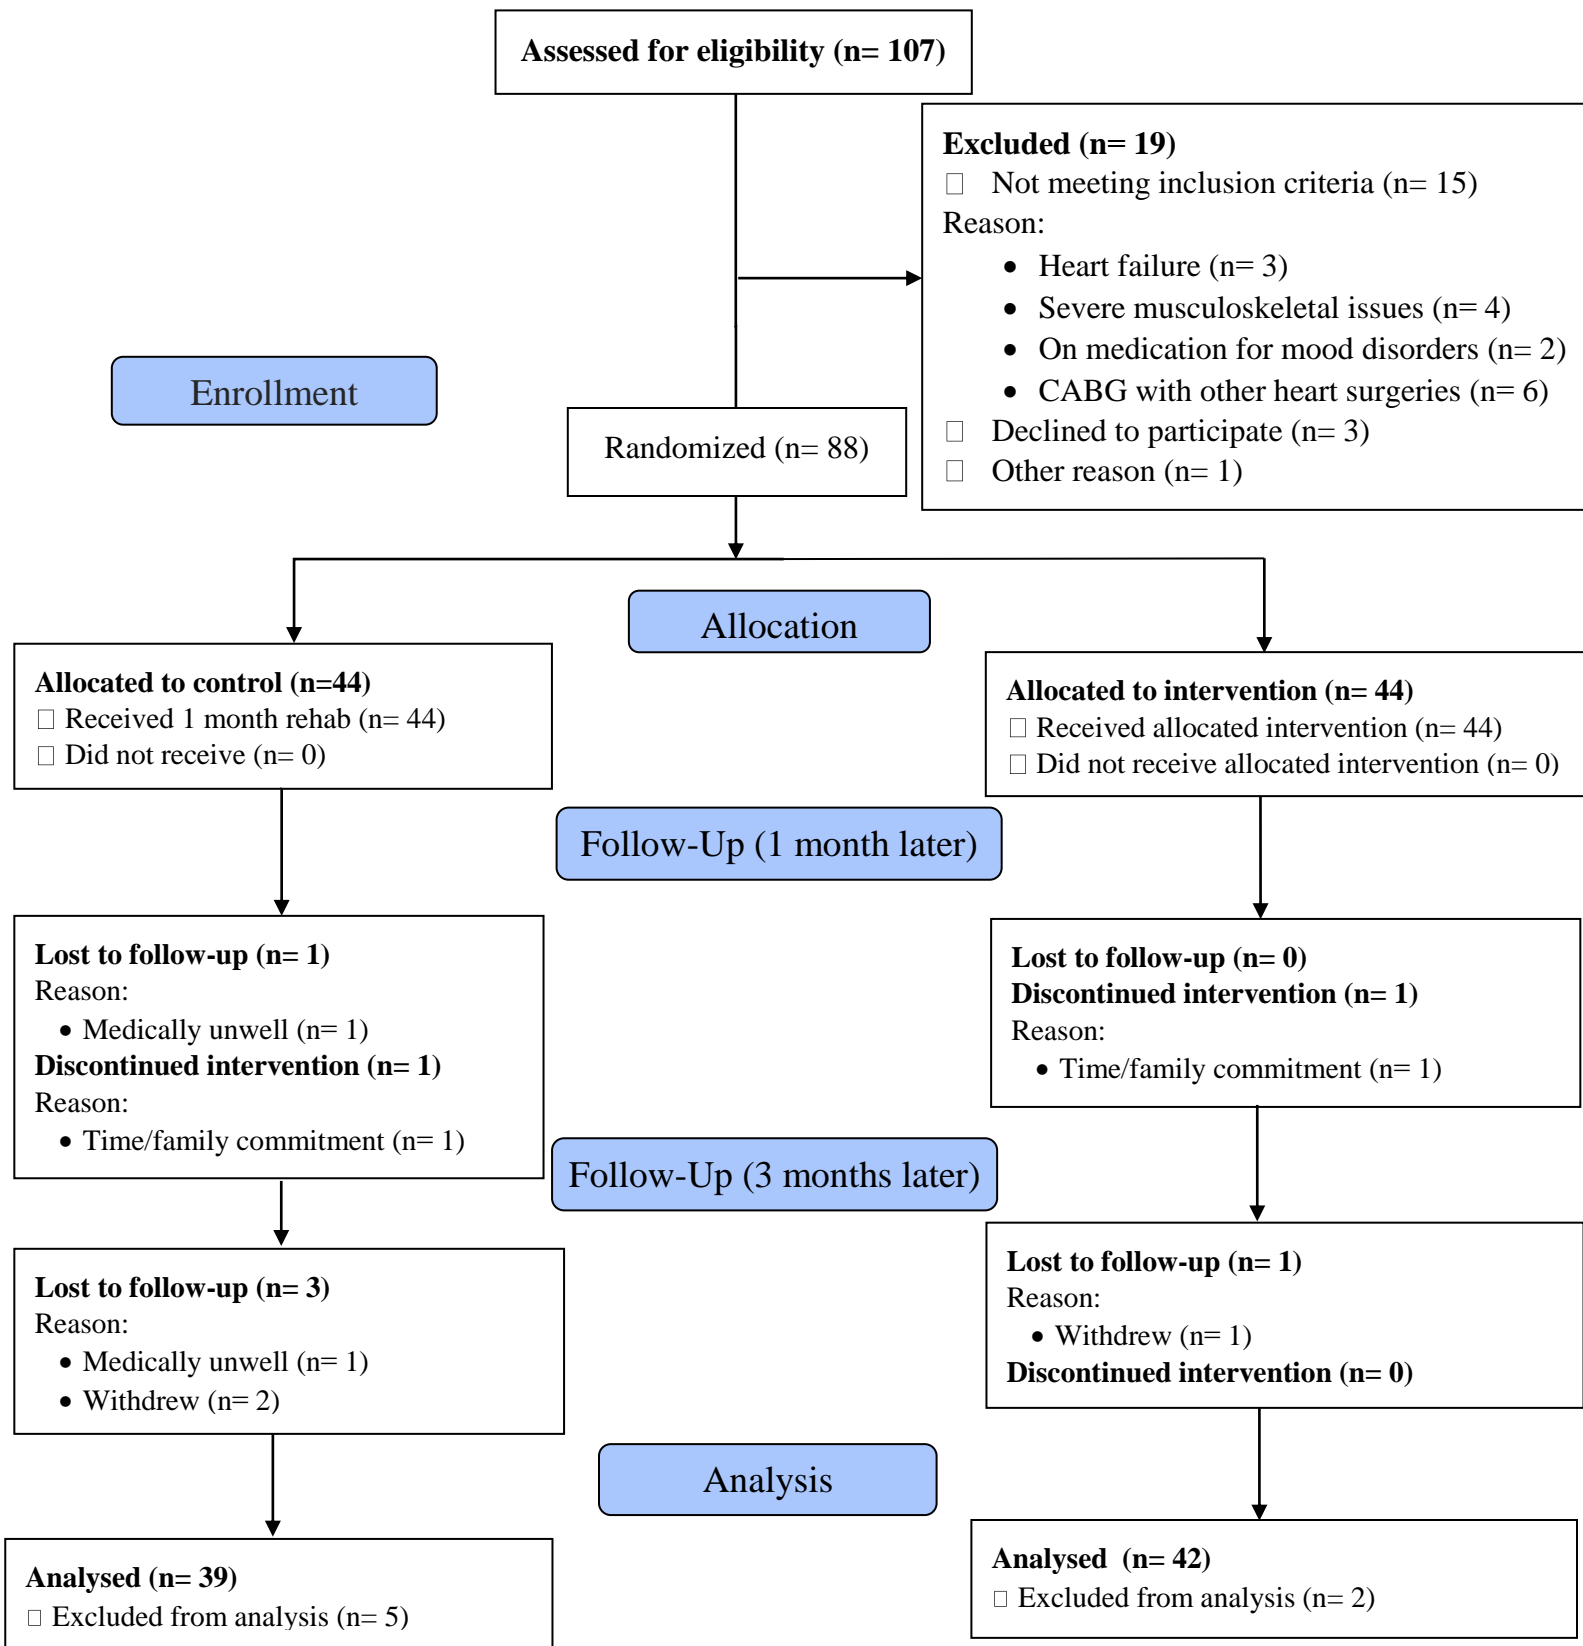 Assessed for eligibility (n= 107)
Excluded (n= 19)
□ Not meeting inclusion criteria (n= 15)
Reason:
• Heart failure (n= 3)
• Severe musculoskeletal issues (n= 4)
• On medication for mood disorders (n= 2)
• CABG with other heart surgeries (n= 6)
□ Declined to participate (n= 3)
□ Other reason (n= 1)
Enrollment
Randomized (n= 88)
Allocation
Allocated to control (n=44)
□ Received 1 month rehab (n= 44)
□ Did not receive (n= 0)
Allocated to intervention (n= 44)
□ Received allocated intervention (n= 44)
□ Did not receive allocated intervention (n= 0)
Follow-Up (1 month later)
Lost to follow-up (n= 1)
Reason:
• Medically unwell (n= 1)
Discontinued intervention (n= 1)
Reason:
• Time/family commitment (n= 1)
Lost to follow-up (n= 0)
Discontinued intervention (n= 1)
Reason:
• Time/family commitment (n= 1)
Follow-Up (3 months later)
Lost to follow-up (n= 3)
Reason:
• Medically unwell (n= 1)
• Withdrew (n= 2)
Lost to follow-up (n= 1)
Reason:
• Withdrew (n= 1)
Discontinued intervention (n= 0)
Analysis
Analysed (n= 39)
□ Excluded from analysis (n= 5)
Analysed (n= 42)
□ Excluded from analysis (n= 2)